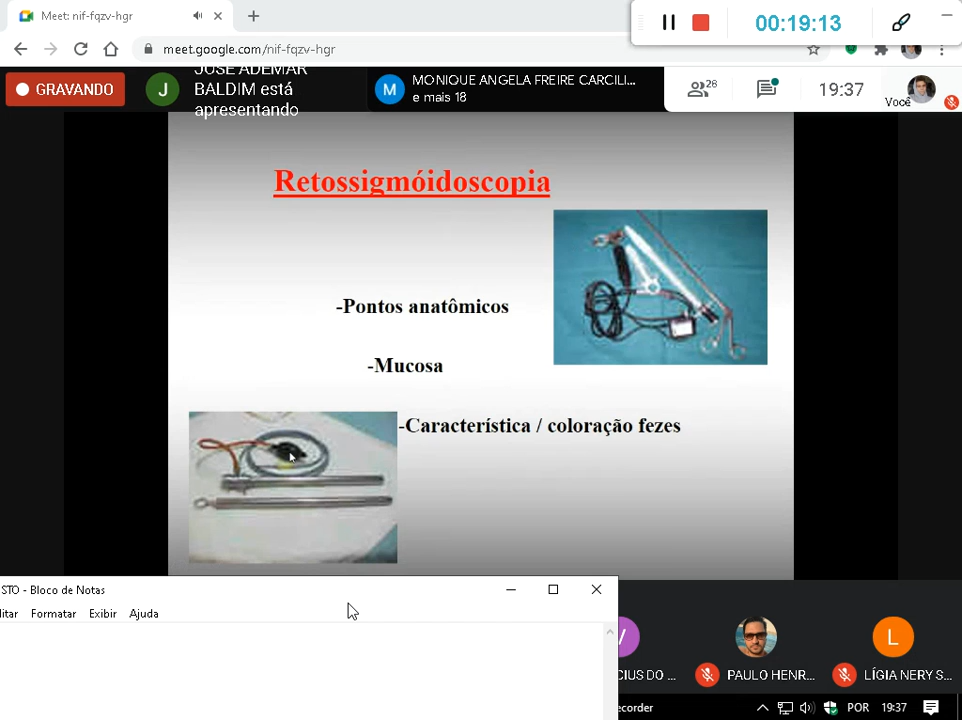 Meet: nif-fqzv-hgr
00:19:13
meet.google.com/nif-fqzv-hgr
GRAVANDO
J
JOSÉ ADEMAR
BALDIM está
apresentando
M
MONIQUE ANGELA FREIRE CARCILI...
e mais 18
28
19:37
Você
Retossigmóidoscopia
-Pontos anatômicos
-Mucosa
-Característica / coloração fezes
STO - Bloco de Notas
litar Formatar Exibir Ajuda
V
L
CIUS DO ...
PAULO HENR...
LÍGIA NERY S...
ecorder
POR
19:37